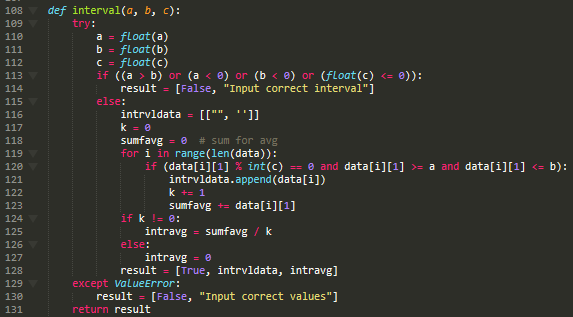 108 def interval(a, b, c):
109 try:
110 a = float(a)
111 b = float(b)
112 c = float(c)
113 if ((a > b) or (a < 0) or (b < 0) or (float(c) <= 0)):
114 result = [False, "Input correct interval"]
115 else:
116 intrvldata = [["", '']]
117 k = 0
118 sumfavg = 0 # sum for avg
119 for i in range(len(data)):
120 if (data[i][1] % int(c) == 0 and data[i][1] >= a and data[i][1] <= b):
121 intrvldata.append(data[i])
122 k += 1
123 sumfavg += data[i][1]
124 if k != 0:
125 intravg = sumfavg / k
126 else:
127 intravg = 0
128 result = [True, intrvldata, intravg]
129 except ValueError:
130 result = [False, "Input correct values"]
131 return result